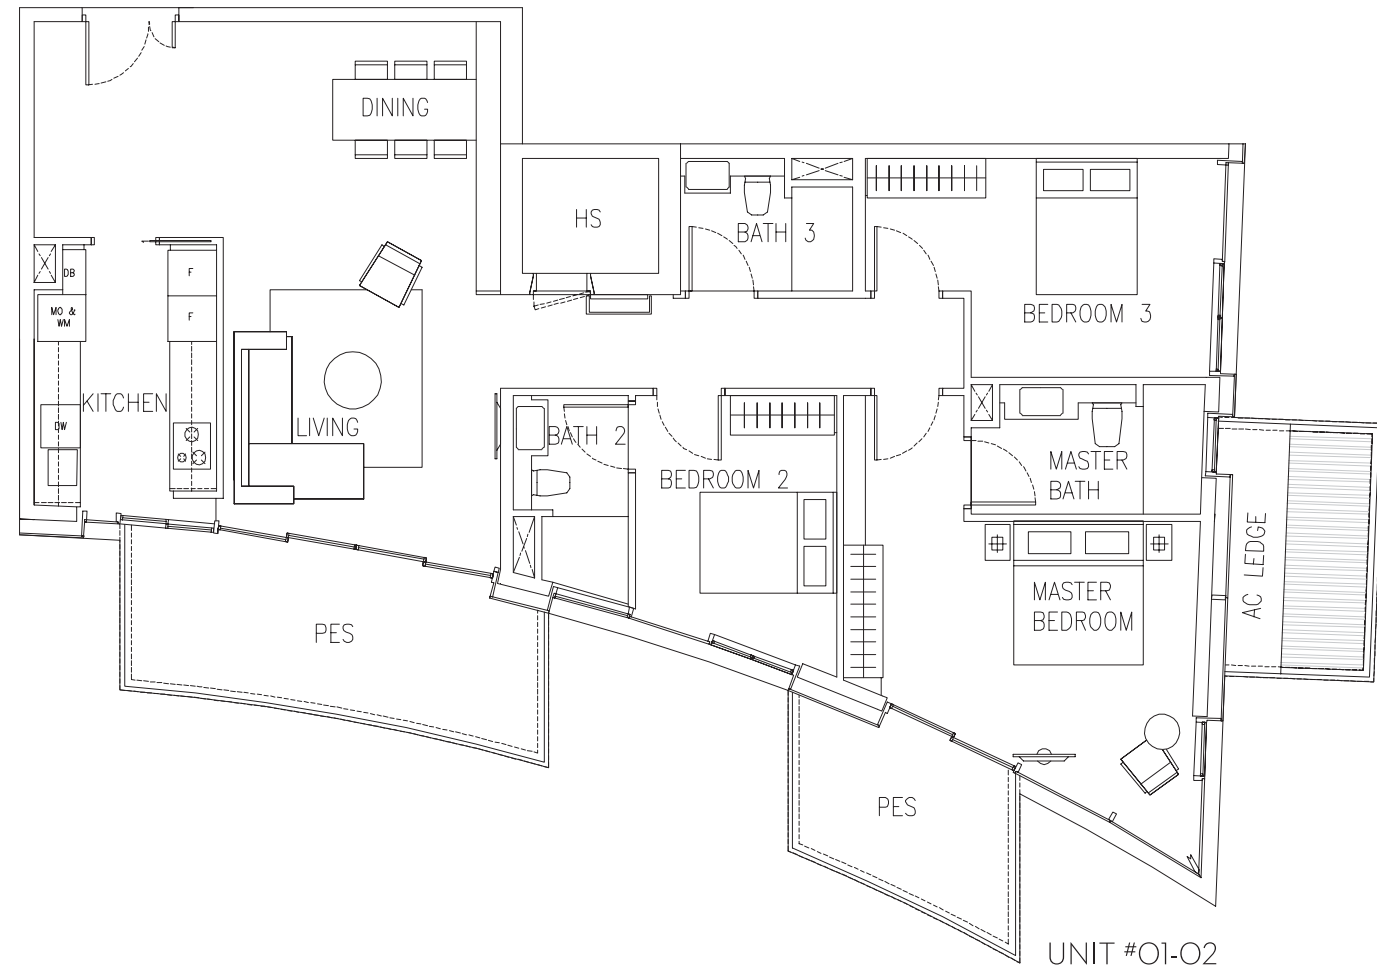 DINING
HS
BATH 3
BEDROOM 3
DB
F
MO &
WM
F
KITCHEN
DW
LIVING
BATH 2
BEDROOM 2
MASTER
BATH
MASTER
BEDROOM
AC LEDGE
PES
PES
UNIT #01-02